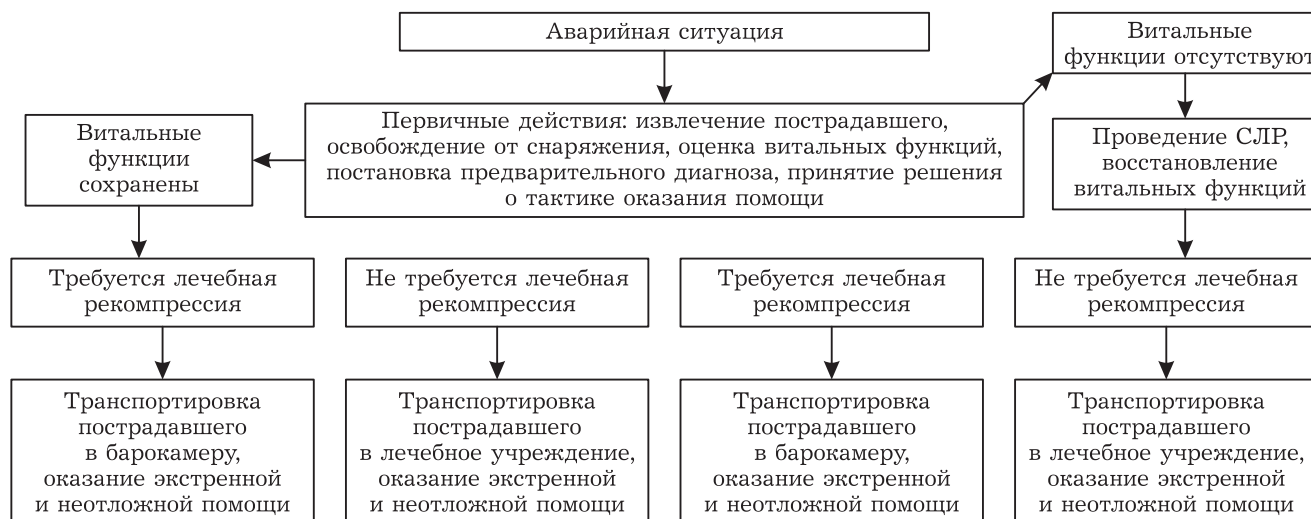 Аварийная ситуация
Витальные
функции отсутствуют
Первичные действия: извлечение пострадавшего,
освобождение от снаряжения, оценка витальных функций,
постановка предварительного диагноза, принятие решения
о тактике оказания помощи
Витальные
функции
сохранены
Проведение СЛР,
восстановление
витальных функций
Требуется лечебная
рекомпрессия
Не требуется лечебная
рекомпрессия
Требуется лечебная
рекомпрессия
Не требуется лечебная
рекомпрессия
Транспортировка
пострадавшего
в барокамеру,
оказание экстренной
и неотложной помощи
Транспортировка
пострадавшего
в лечебное учреждение,
оказание экстренной
и неотложной помощи
Транспортировка
пострадавшего
в барокамеру,
оказание экстренной
и неотложной помощи
Транспортировка
пострадавшего
в лечебное учреждение,
оказание экстренной
и неотложной помощи